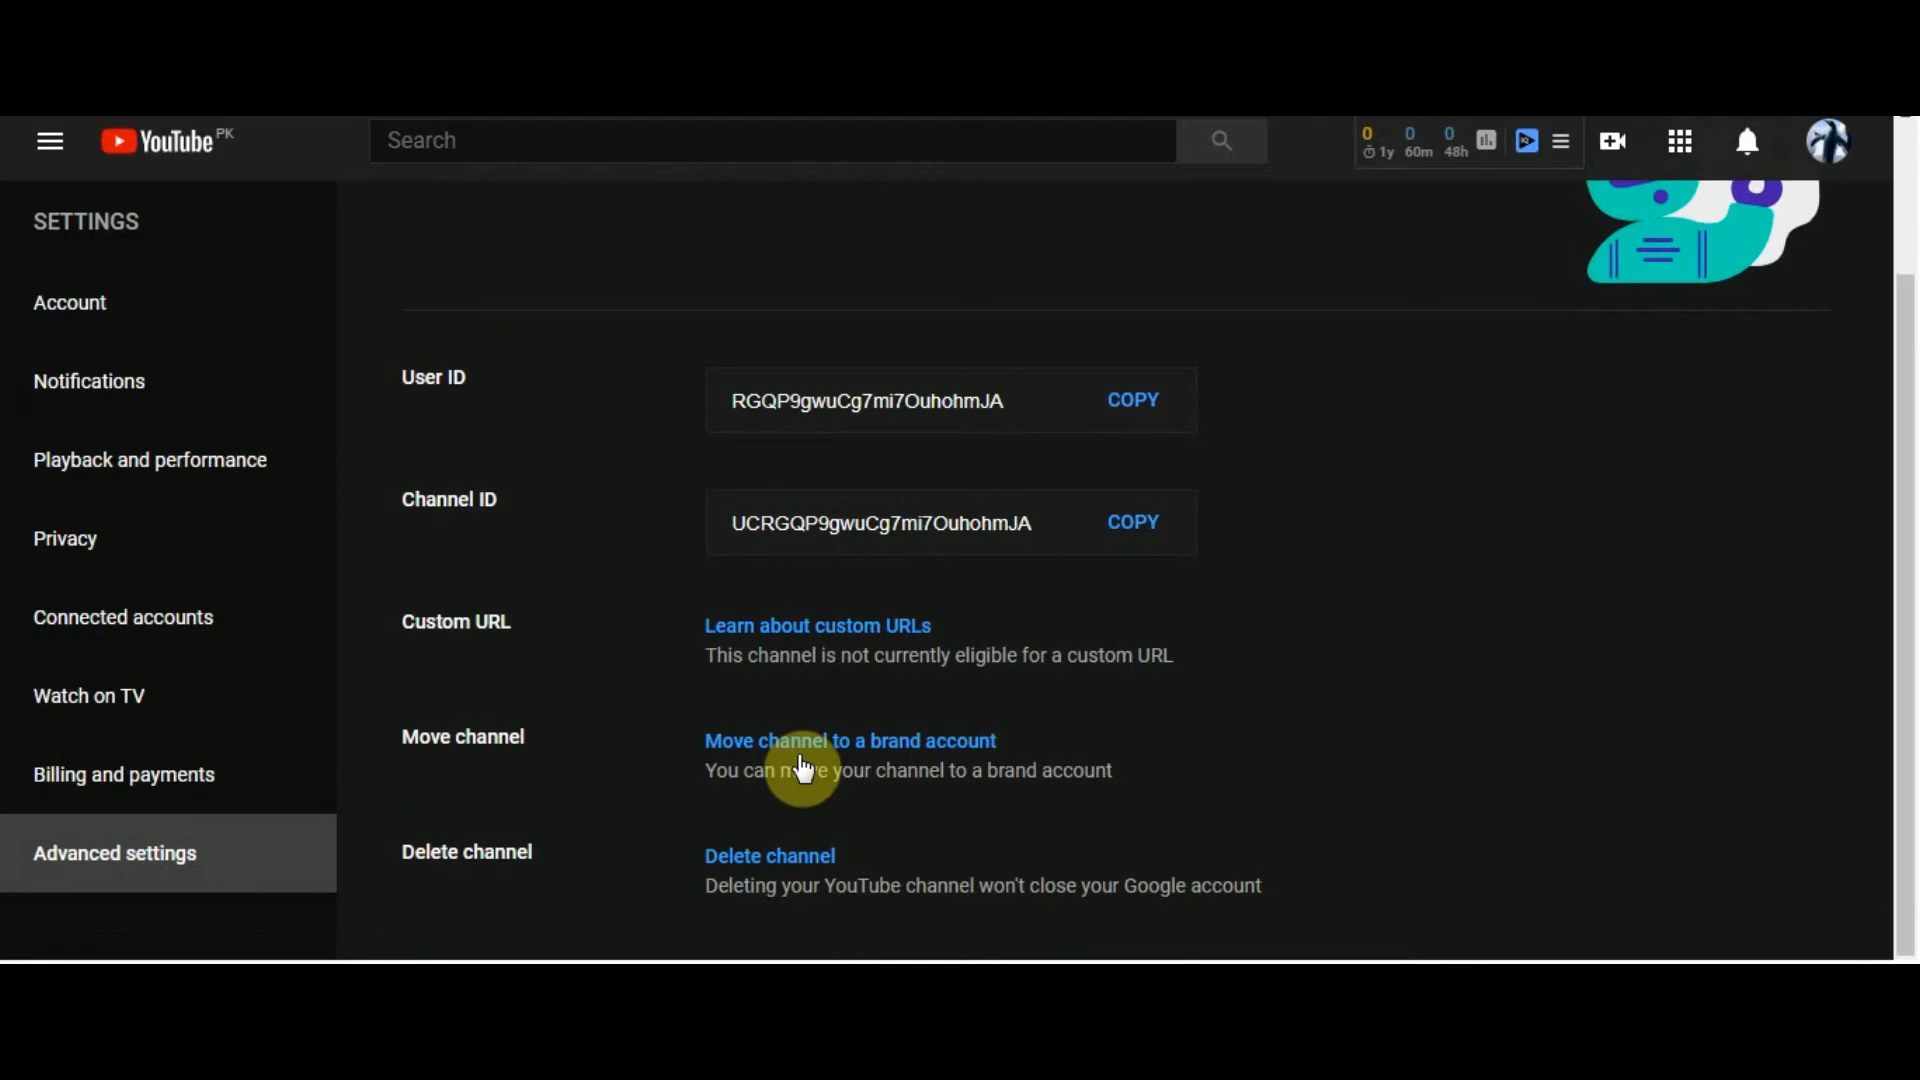 YouTube PK
Search
0 0 0
1y 60m 48h
SETTINGS
Account
Notifications
Playback and performance
Privacy
Connected accounts
Watch on TV
Billing and payments
Advanced settings
User ID
RGQP9gwuCg7mi7OuhohmJA COPY
Channel ID
UCRGQP9gwuCg7mi7OuhohmJA COPY
Custom URL
Learn about custom URLs
This channel is not currently eligible for a custom URL
Move channel
Move channel to a brand account
You can move your channel to a brand account
Delete channel
Delete channel
Deleting your YouTube channel won't close your Google account